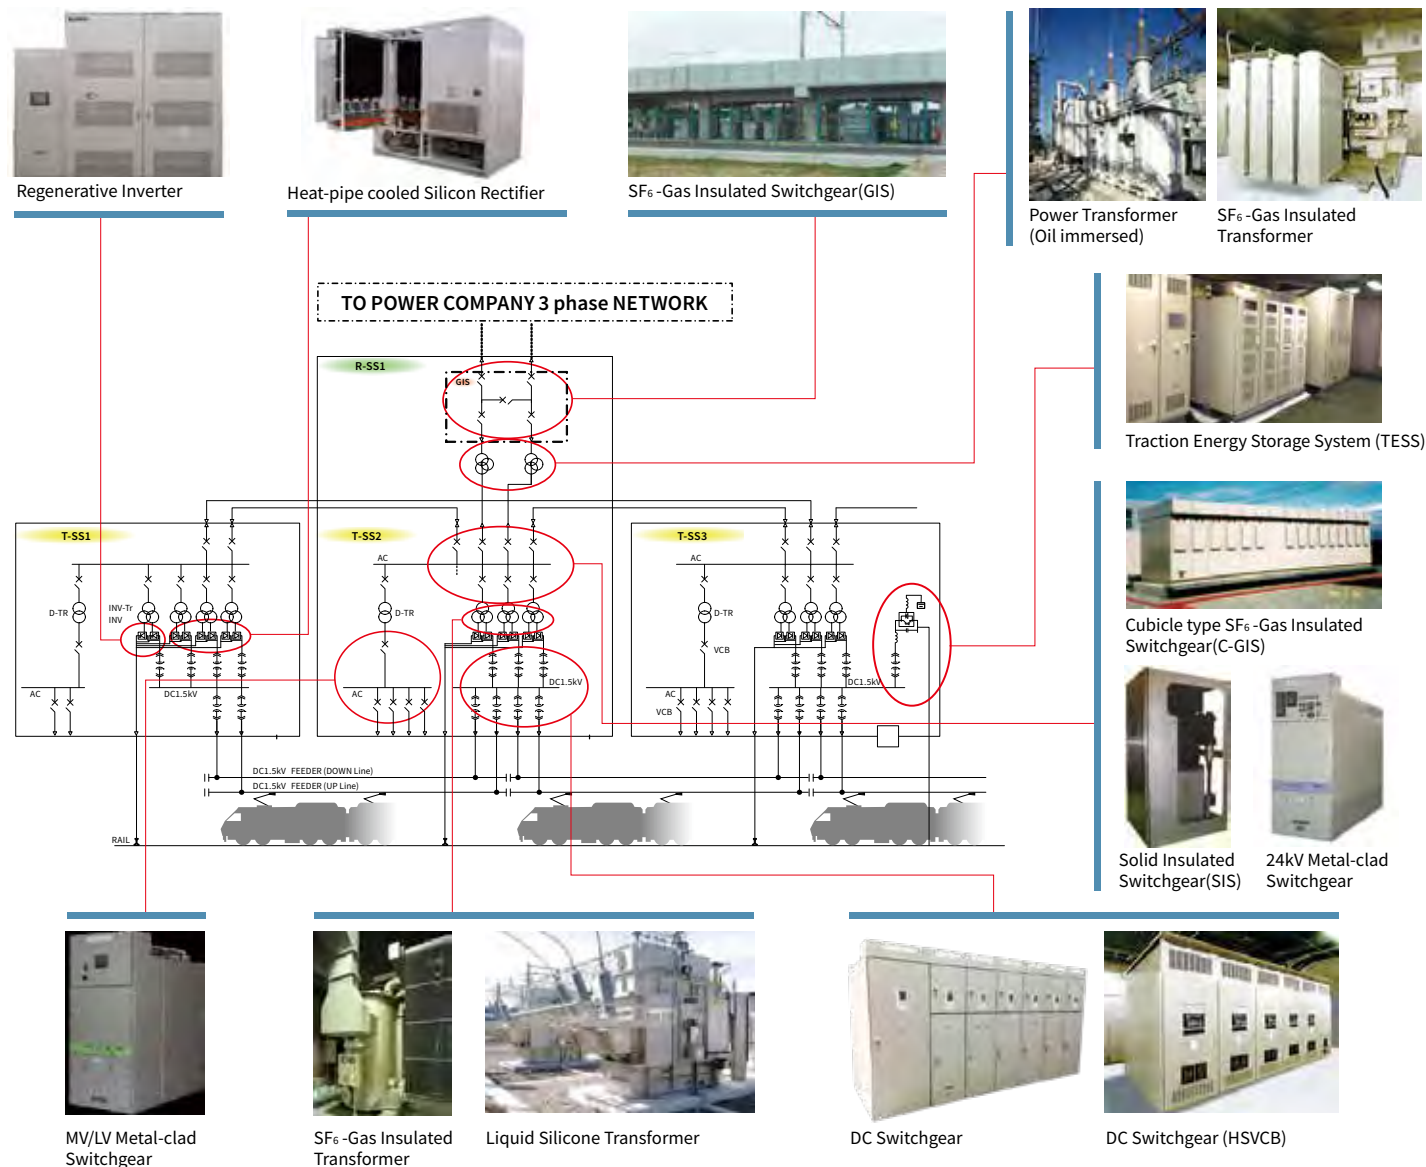 Regenerative Inverter
Heat-pipe cooled Silicon Rectifier
SF₆ -Gas Insulated Switchgear(GIS)
Power Transformer
(Oil immersed)
SF₆ -Gas Insulated
Transformer
TO POWER COMPANY 3 phase NETWORK
R-SS1
GIS
Traction Energy Storage System (TESS)
T-SS1
T-SS2
T-SS3
AC
AC
D-TR
INV-Tr
INV
D-TR
D-TR
VCB
AC
DC1.5kV
AC
DC1.5kV
AC
VCB
DC1.5kV
Cubicle type SF₆ -Gas Insulated
Switchgear(C-GIS)
DC1.5kV FEEDER (DOWN Line)
DC1.5kV FEEDER (UP Line)
RAIL
Solid Insulated
Switchgear(SIS)
24kV Metal-clad
Switchgear
MV/LV Metal-clad
Switchgear
SF₆ -Gas Insulated
Transformer
Liquid Silicone Transformer
DC Switchgear
DC Switchgear (HSVCB)